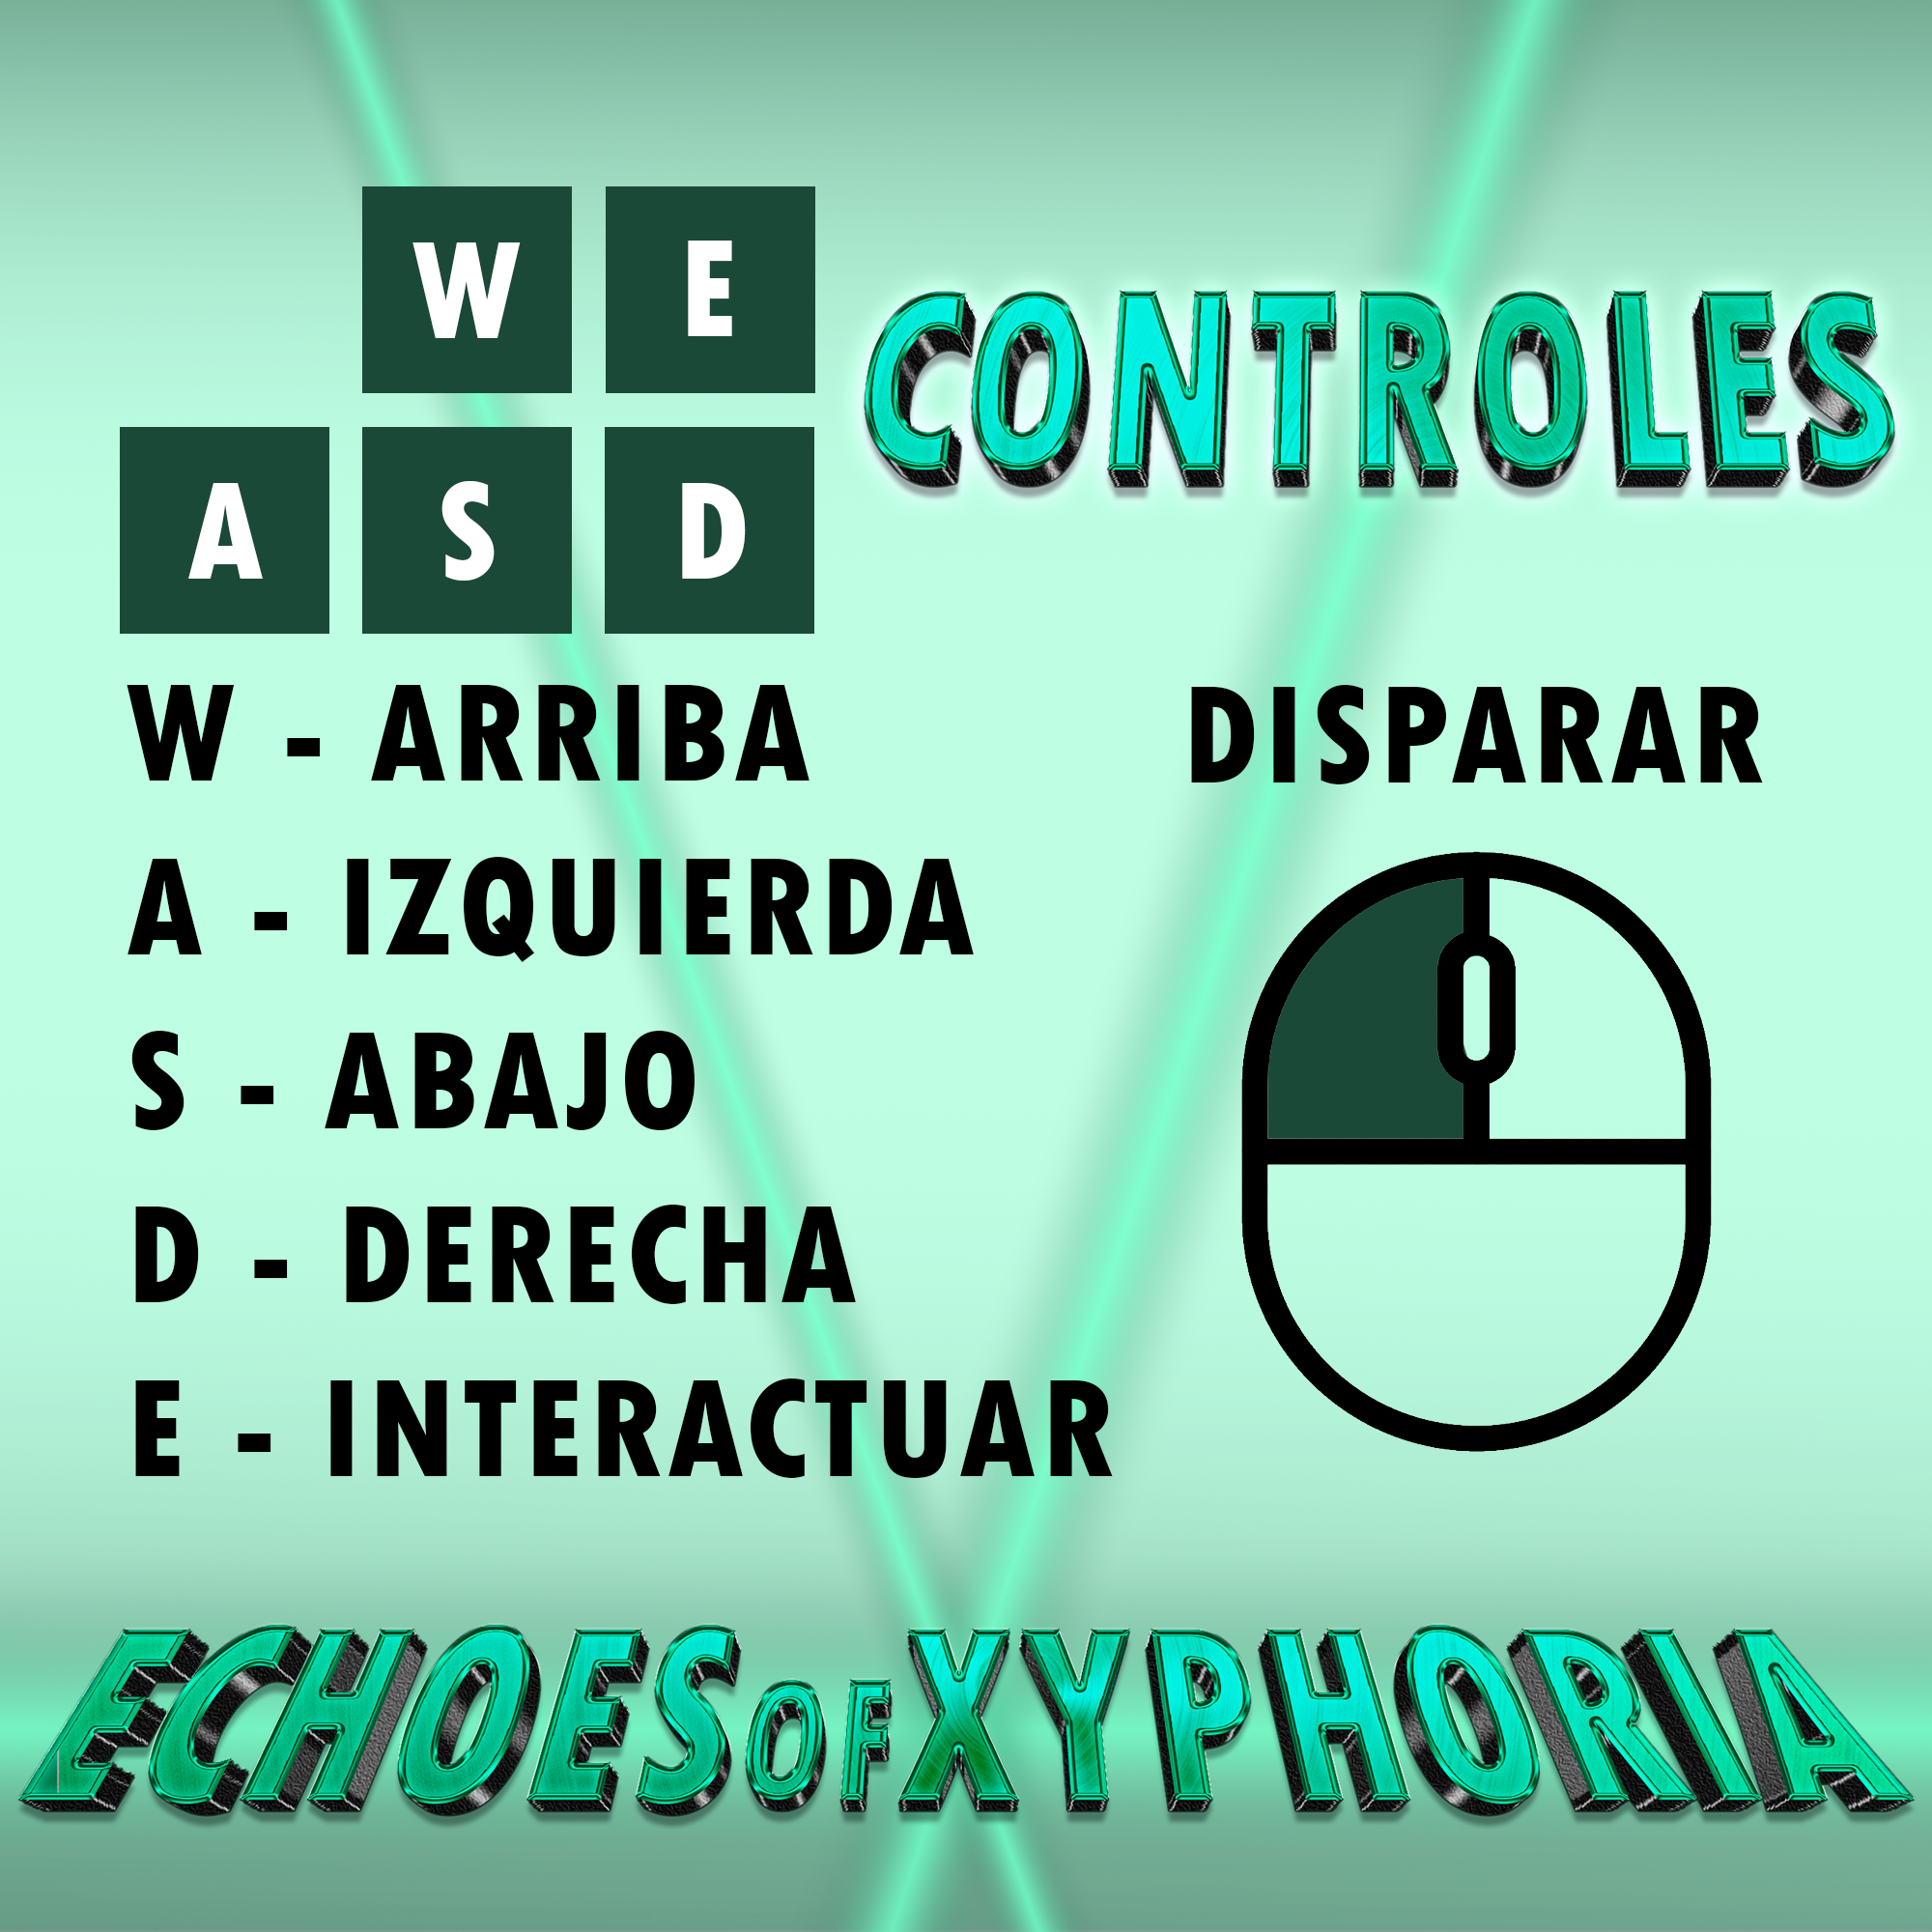 W E
CONTROLES
A S D
W - ARRIBA
A - IZQUIERDA
S - ABAJO
D - DERECHA
E - INTERACTUAR
DISPARAR
ECHOES OF XYPHORIA